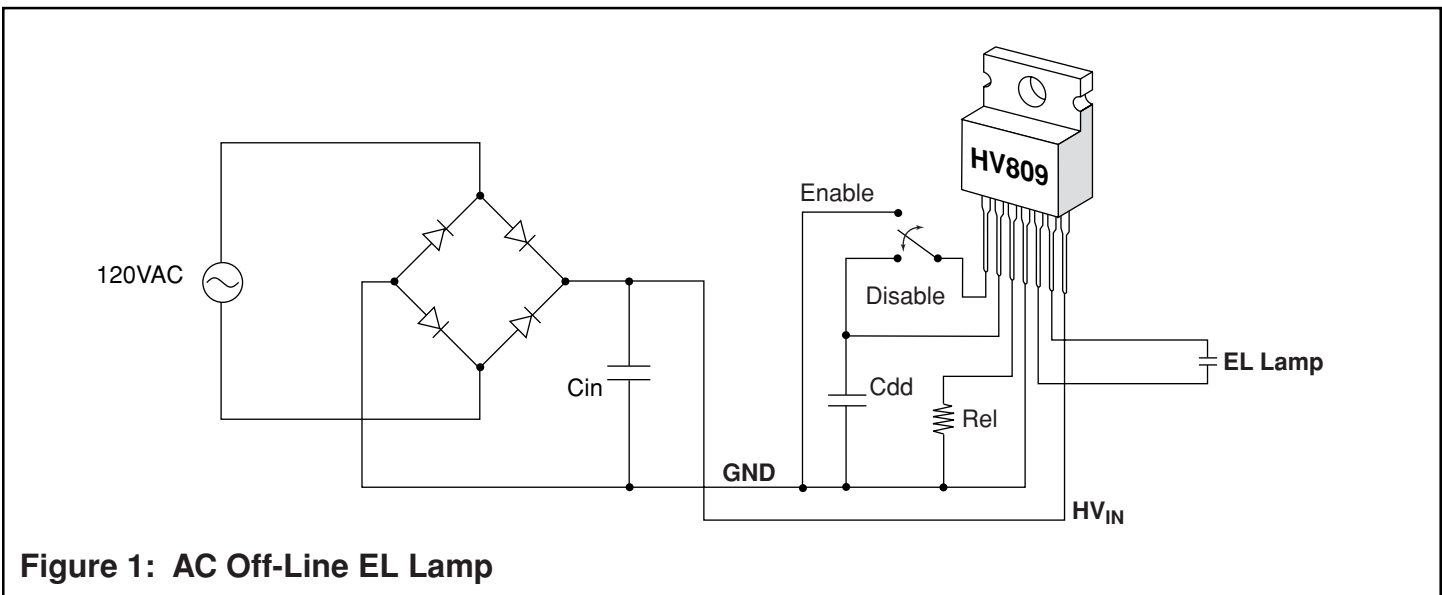 HV809
Enable
120VAC
Disable
EL Lamp
Cin
Cdd
Rel
GND
HVIN
Figure 1: AC Off-Line EL Lamp